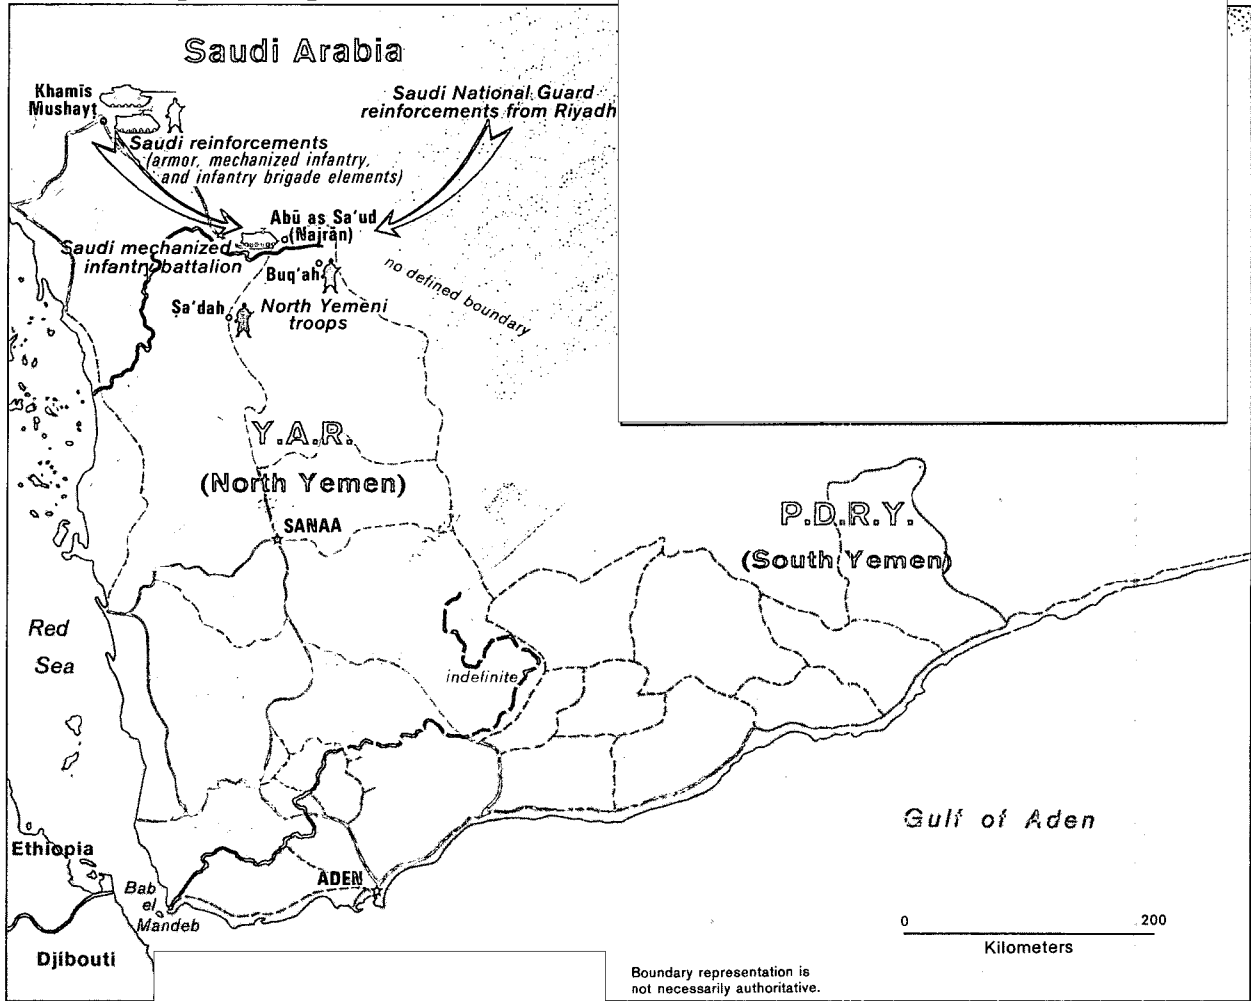 Saudi Arabia
Khamīs
Mushayṭ
Saudi National Guard
reinforcements from Riyadh
Saudi reinforcements
(armor, mechanized infantry,
and infantry brigade elements)
Abū as Sa'ud
(Najrān)
Saudi mechanized
infantry battalion
Buq'ah
no defined boundary
Ṣa'dah
North Yemeni
troops
Y.A.R.
(North Yemen)
SANAA
P.D.R.Y.
(South Yemen)
Red
Sea
indefinite
Gulf of Aden
Ethiopia
ADEN
Bab
el
Mandeb
Djibouti
0
200
Kilometers
Boundary representation is
not necessarily authoritative.